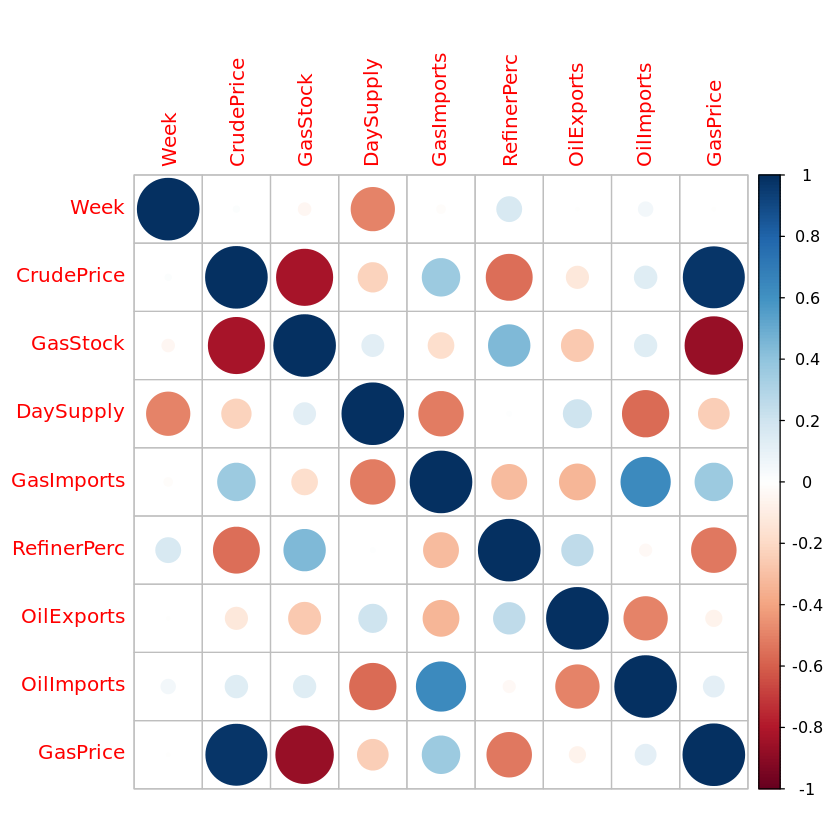 Week
CrudePrice
GasStock
DaySupply
GasImports
RefinerPerc
OilExports
OilImports
GasPrice
Week
CrudePrice
GasStock
DaySupply
GasImports
RefinerPerc
OilExports
OilImports
GasPrice
1
0.8
0.6
0.4
0.2
0
-0.2
-0.4
-0.6
-0.8
-1